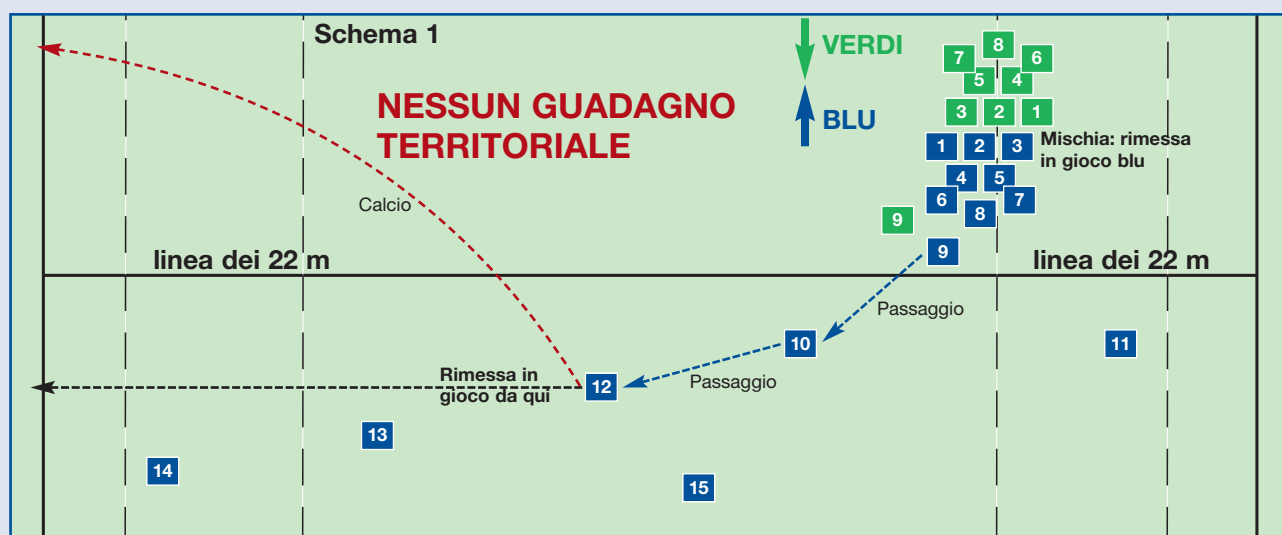 Schema 1
VERDI
BLU
NESSUN GUADAGNO
TERRITORIALE
8
7
6
5
4
3
2
1
1
2
3
Mischia: rimessa
in gioco blu
4
5
6
7
8
9
9
Calcio
linea dei 22 m
linea dei 22 m
Passaggio
10
11
Passaggio
Rimessa in
gioco da qui
12
13
14
15